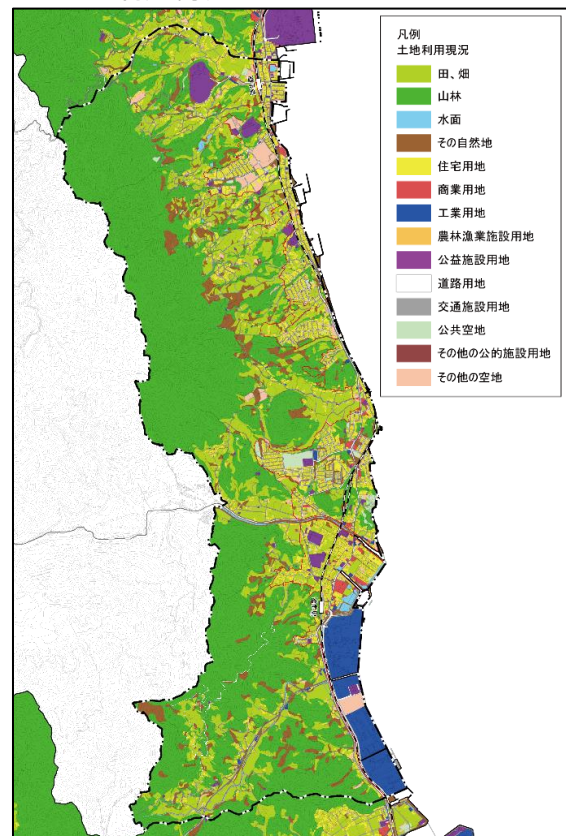 凡例
土地利用現況
田、畑
山林
水面
その自然地
住宅用地
商業用地
工業用地
農林漁業施設用地
公益施設用地
道路用地
交通施設用地
公共空地
その他の公的施設用地
その他の空地